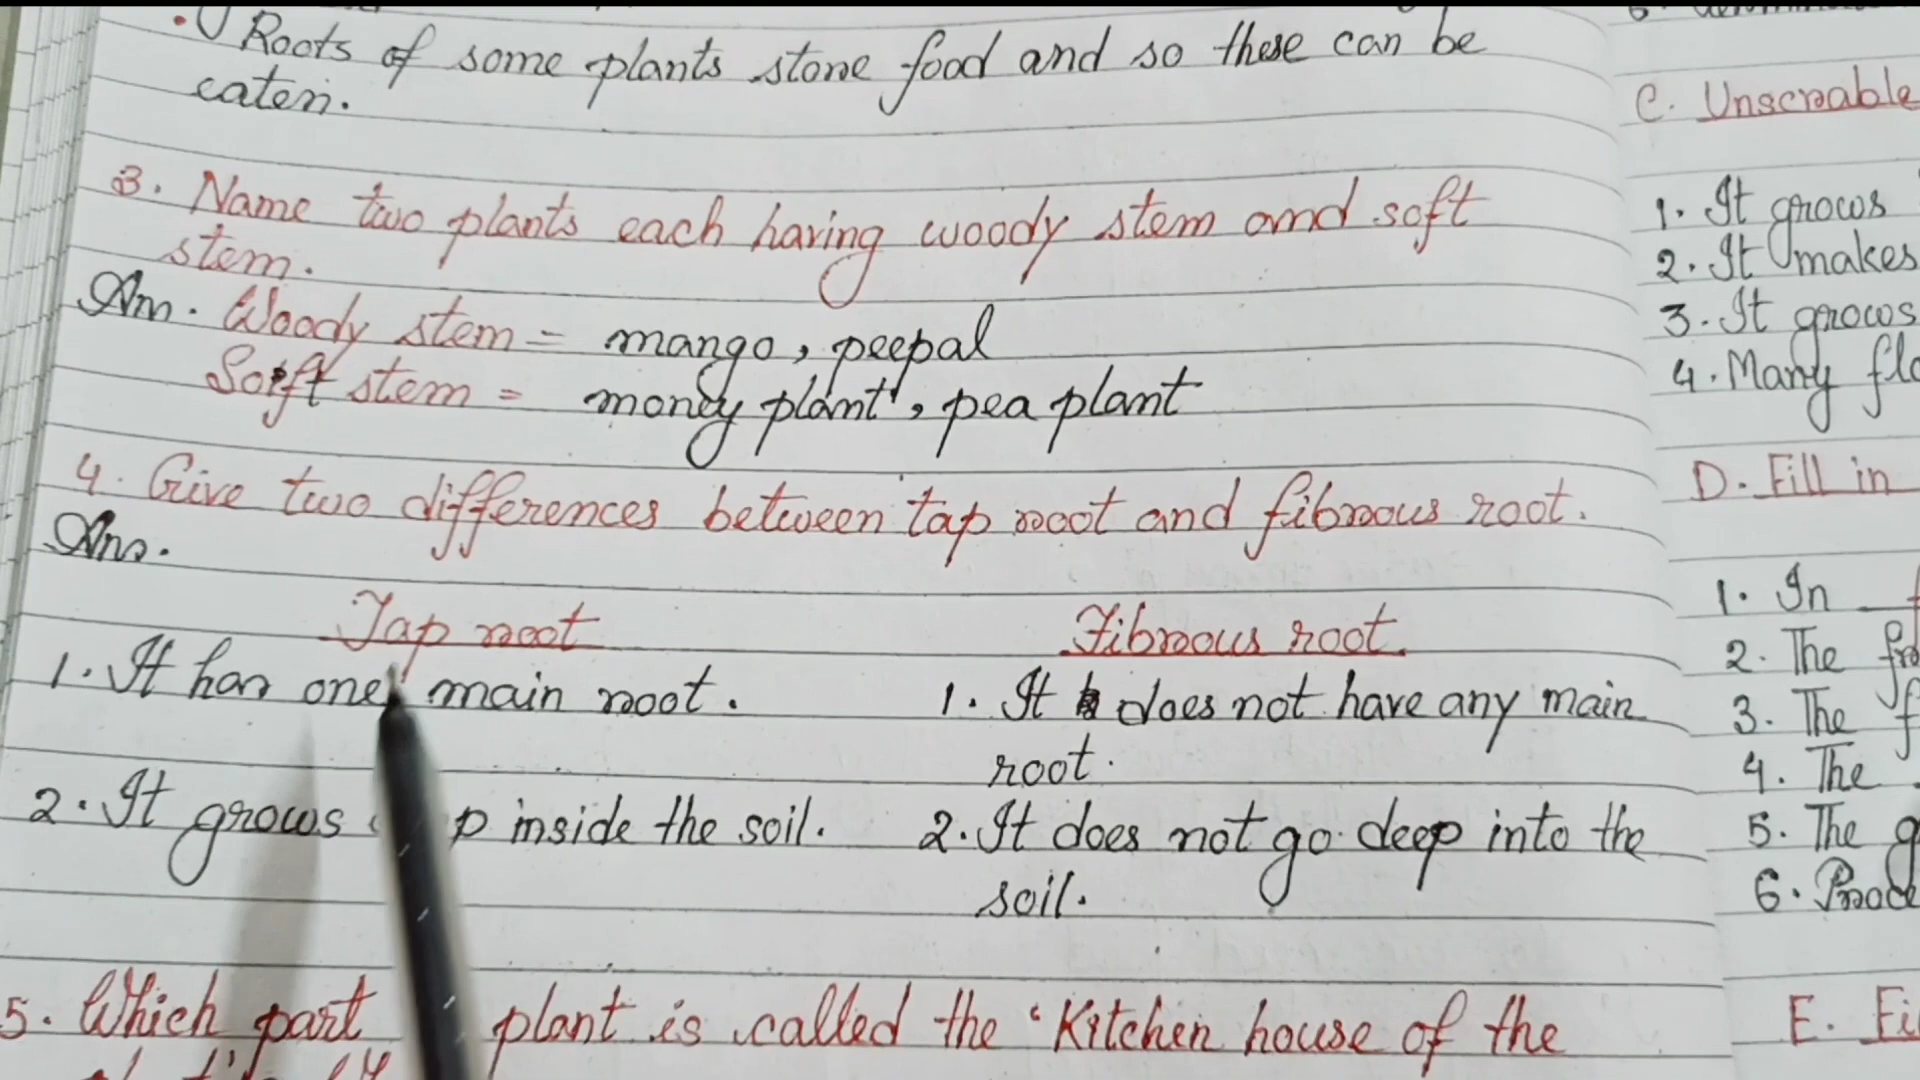 Roots of some plants store food and so these can be
eaten.
3. Name two plants each having woody stem and soft
stem.
Ans. Woody stem = mango, peepal
Soft stem = money plant, pea plant
4. Give two differences between tap root and fibrous root.
Ans.
Tap root
1. It has one main root.
2. It grows p inside the soil.
Fibrous root.
1. It does not have any main
root.
2. It does not go deep into the
soil.
5. Which part plant is called the 'Kitchen house of the
C. Unscrable
1. It grows
2. It makes
3. It grows
4. Many flo
D. Fill in
1. In
2. The fro
3. The f
4. The
5. The g
6. Proce
E. Fi